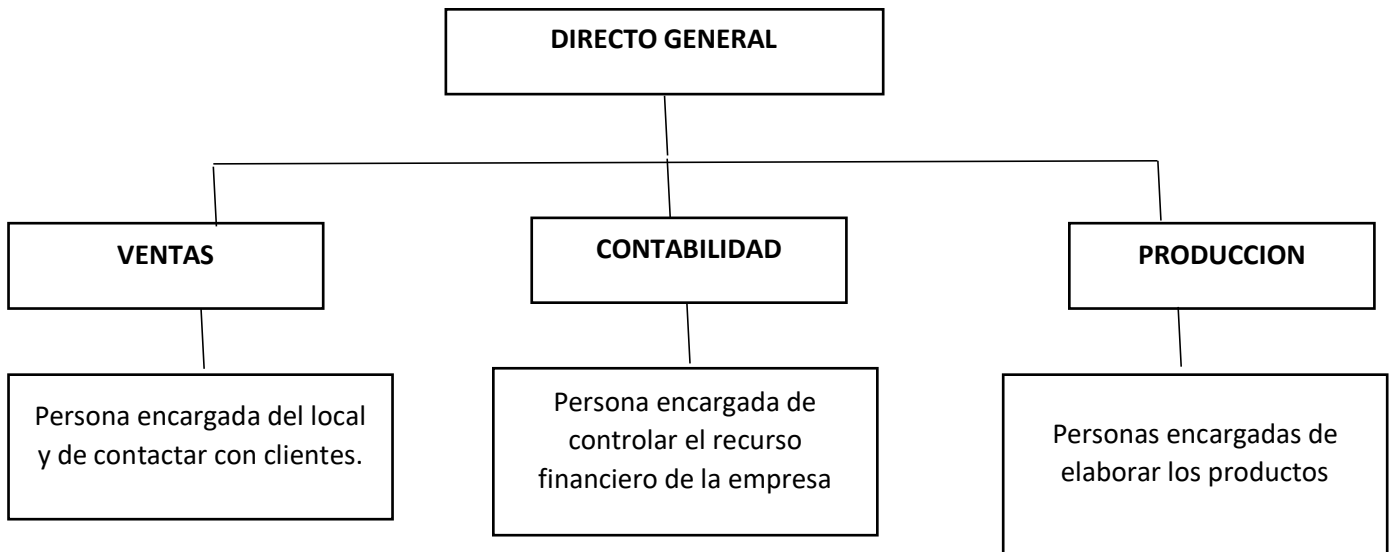 DIRECTO GENERAL
VENTAS
CONTABILIDAD
PRODUCCION
Persona encargada del local
y de contactar con clientes.
Persona encargada de
controlar el recurso
financiero de la empresa
Personas encargadas de
elaborar los productos